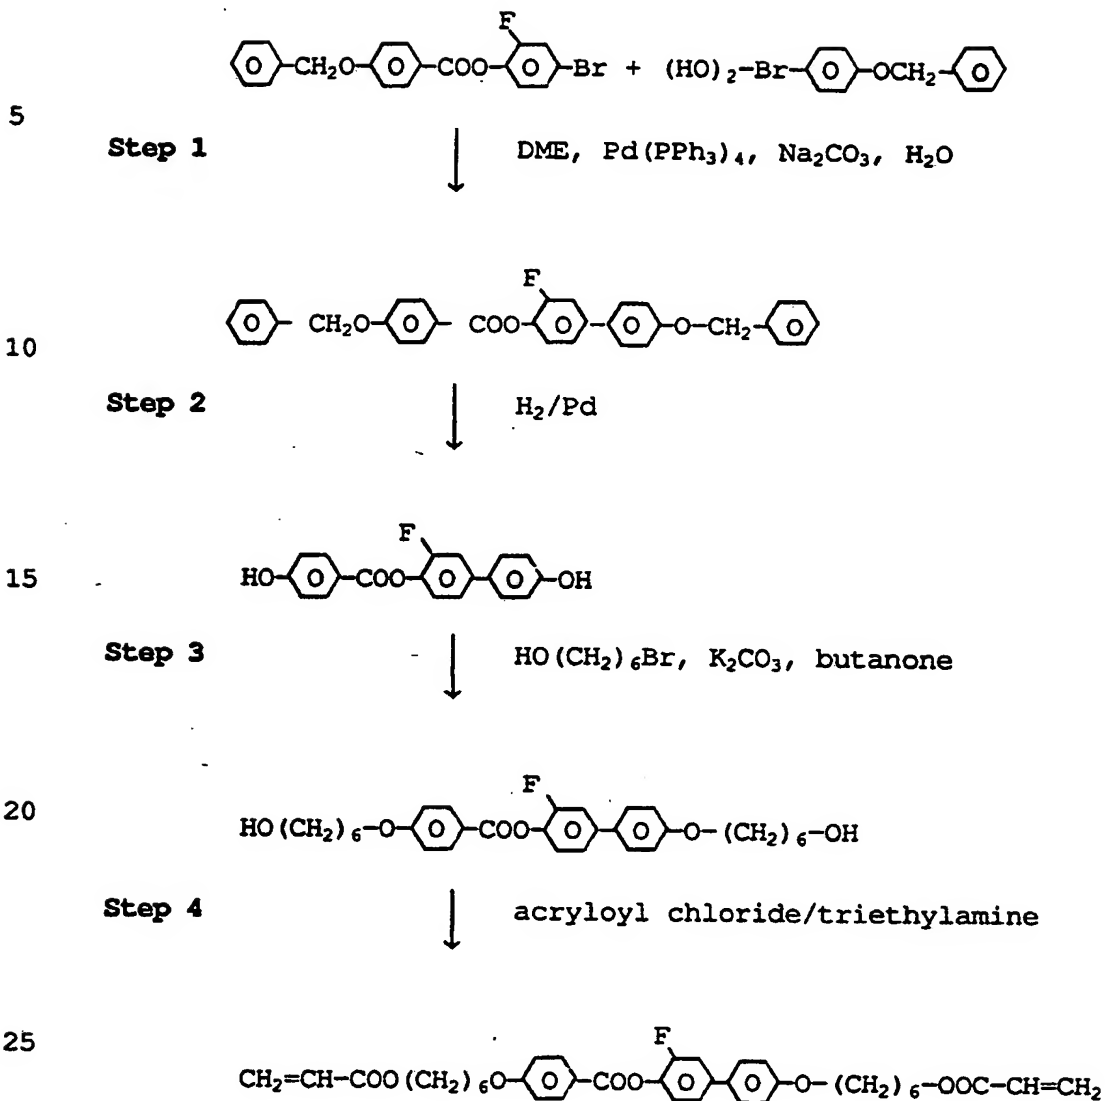 F
CH₂O COO Br + (HO)₂-Br OCH₂
5
Step 1 DME, Pd(PPh₃)₄, Na₂CO₃, H₂O
F
CH₂O COO O-CH₂
10
Step 2 H₂/Pd
F
15 HO COO OH
Step 3 HO(CH₂)₆Br, K₂CO₃, butanone
F
20 HO(CH₂)₆-O COO O-(CH₂)₆-OH
Step 4 acryloyl chloride/triethylamine
25 F
CH₂=CH-COO(CH₂)₆O COO O-(CH₂)₆-OOC-CH=CH₂